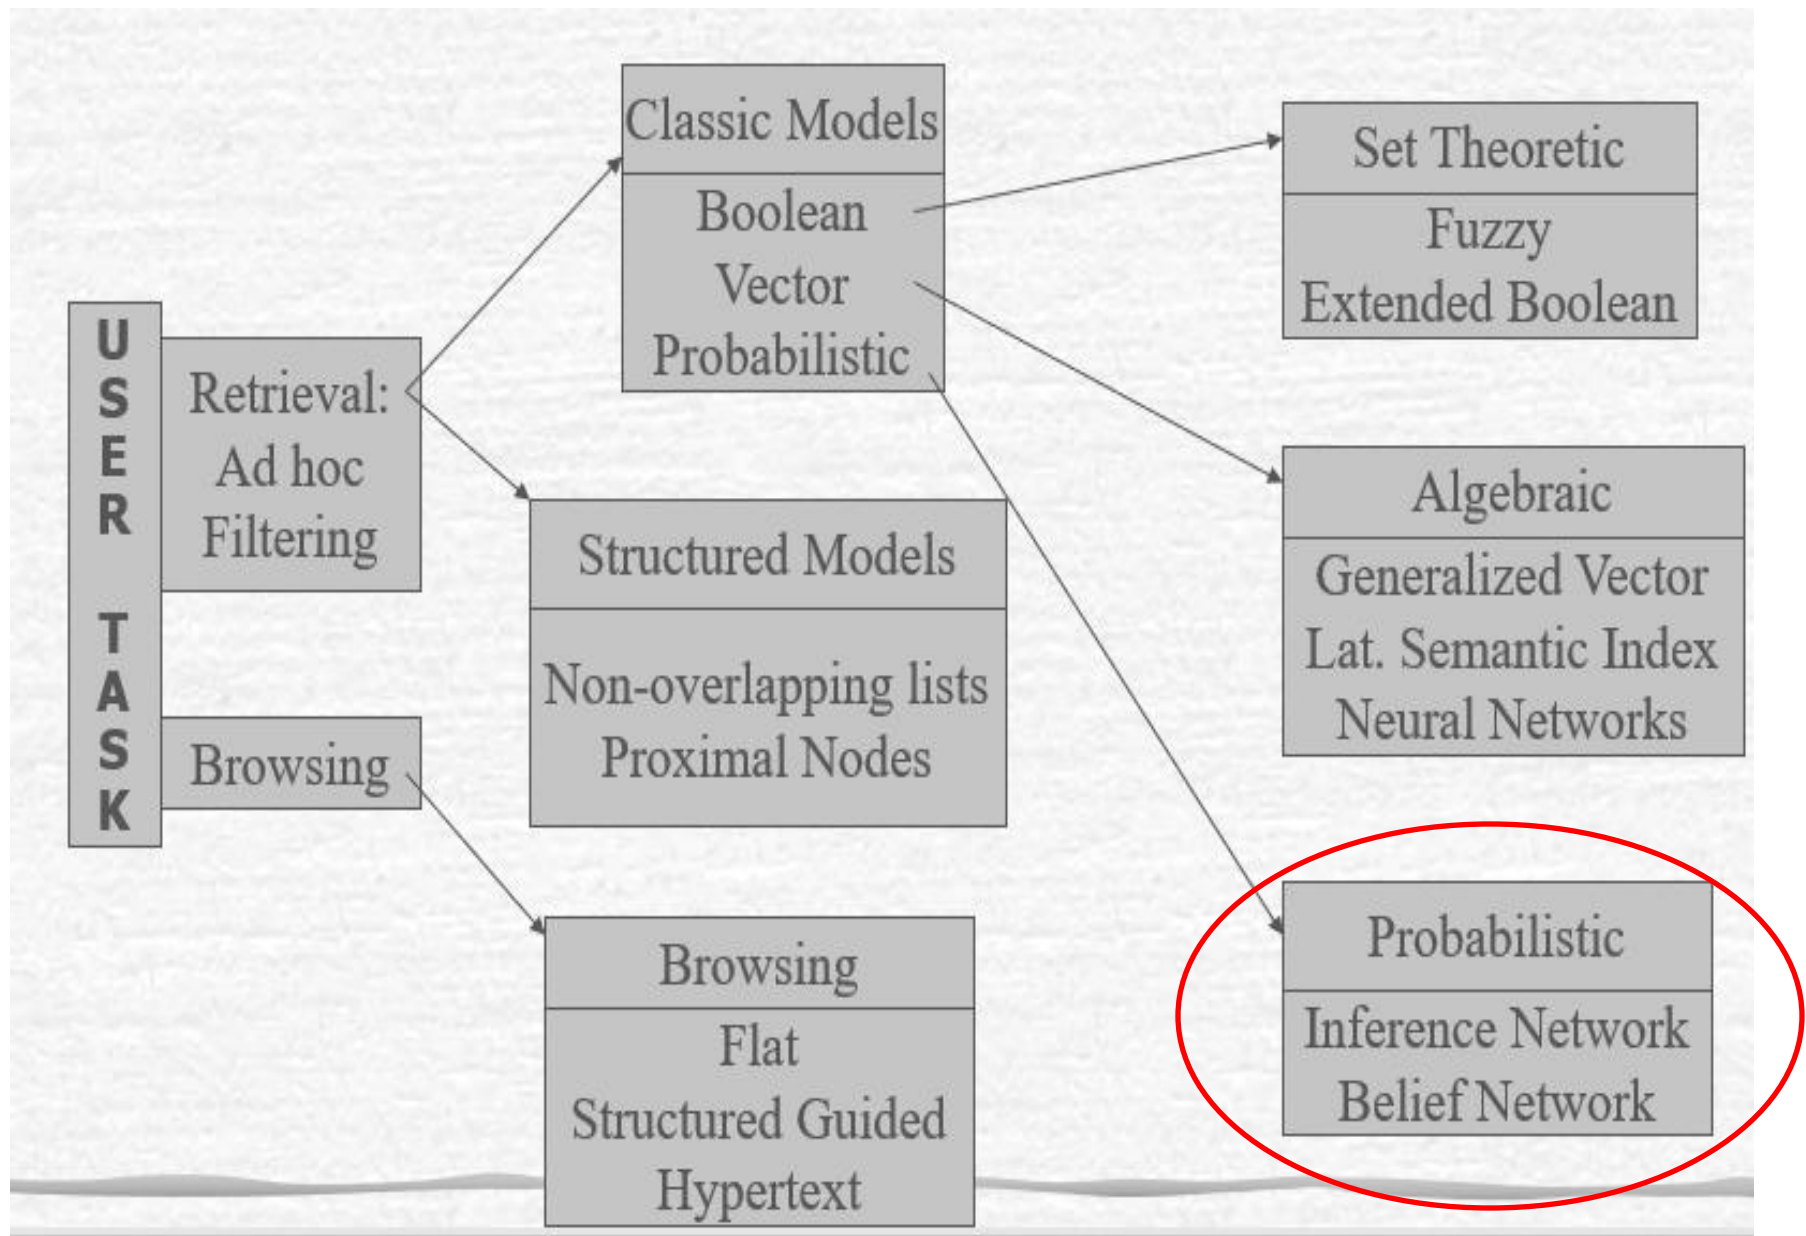 USER TASK
Retrieval:
Ad hoc
Filtering
Browsing
Classic Models
Boolean
Vector
Probabilistic
Structured Models
Non-overlapping lists
Proximal Nodes
Browsing
Flat
Structured Guided
Hypertext
Set Theoretic
Fuzzy
Extended Boolean
Algebraic
Generalized Vector
Lat. Semantic Index
Neural Networks
Probabilistic
Inference Network
Belief Network